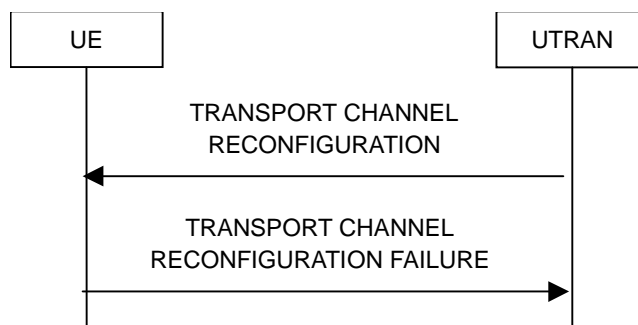 UE
UTRAN
TRANSPORT CHANNEL
RECONFIGURATION
TRANSPORT CHANNEL
RECONFIGURATION FAILURE